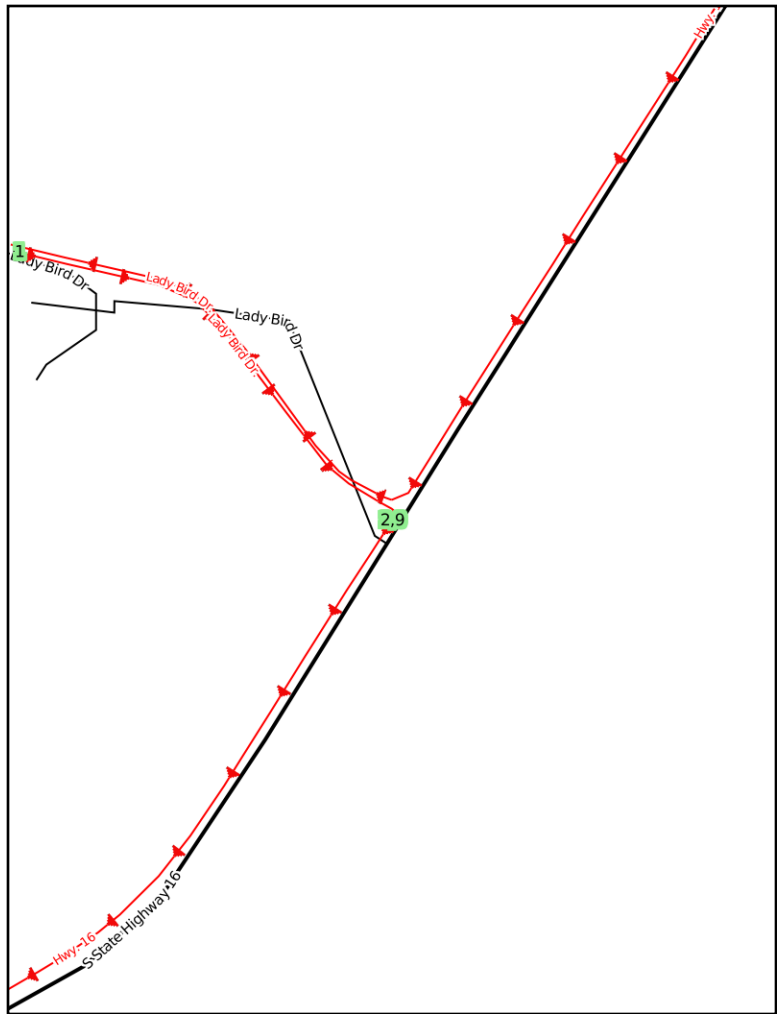 Hwy-
1
Lady Bird Dr
Lady Bird Dr.
Lady Bird Dr
Lady Bird Dr.
2,9
S State Highway 16
Hwy-16